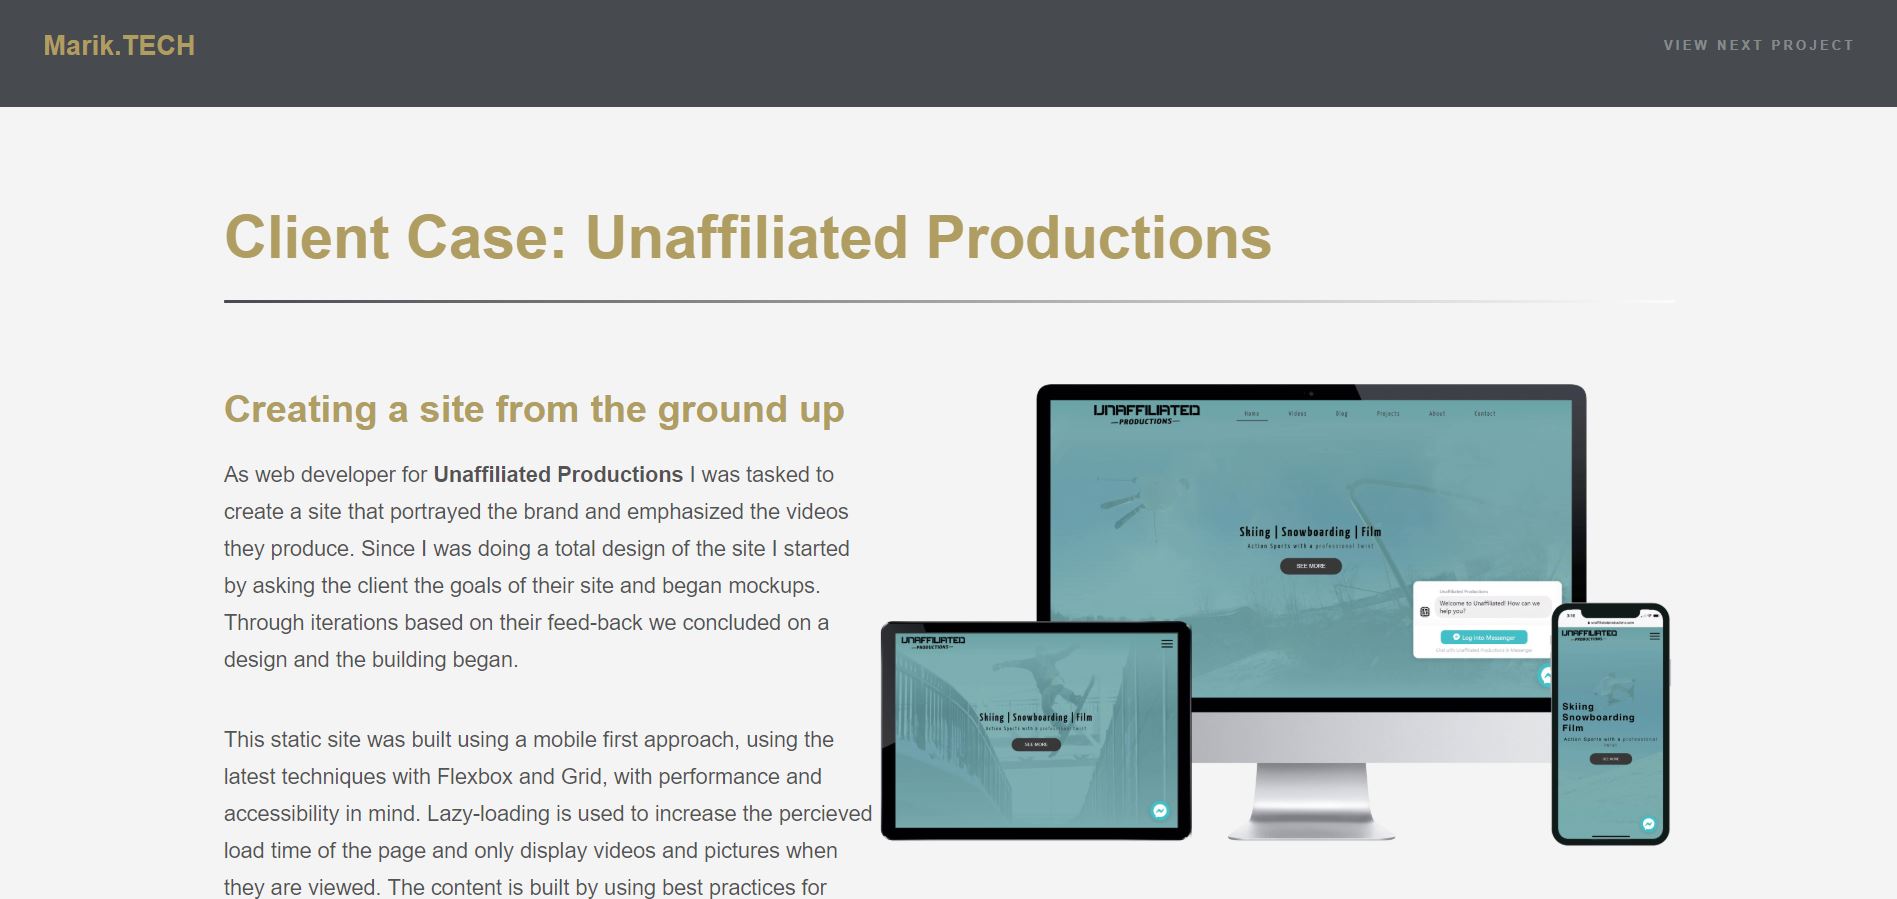 Marik.TECH
VIEW NEXT PROJECT
Client Case: Unaffiliated Productions
Creating a site from the ground up
As web developer for Unaffiliated Productions I was tasked to
create a site that portrayed the brand and emphasized the videos
they produce. Since I was doing a total design of the site I started
by asking the client the goals of their site and began mockups.
Through iterations based on their feed-back we concluded on a
design and the building began.
This static site was built using a mobile first approach, using the
latest techniques with Flexbox and Grid, with performance and
accessibility in mind. Lazy-loading is used to increase the percieved
load time of the page and only display videos and pictures when
they are viewed. The content is built by using best practices for
UNAFFILIATED
PRODUCTIONS
Home Videos Blog Projects About Contact
Skiing | Snowboarding | Film
Action Sports with a professional twist
SEE MORE
Unaffiliated Productions
Welcome to Unaffiliated! How can we
help you?
Log into Messenger
Chat with Unaffiliated Productions in Messenger
UNAFFILIATED
PRODUCTIONS
Skiing | Snowboarding | Film
Action Sports with a professional twist
SEE MORE
UNAFFILIATED
PRODUCTIONS
Skiing
Snowboarding
Film
Action Sports with a professional
twist
SEE MORE